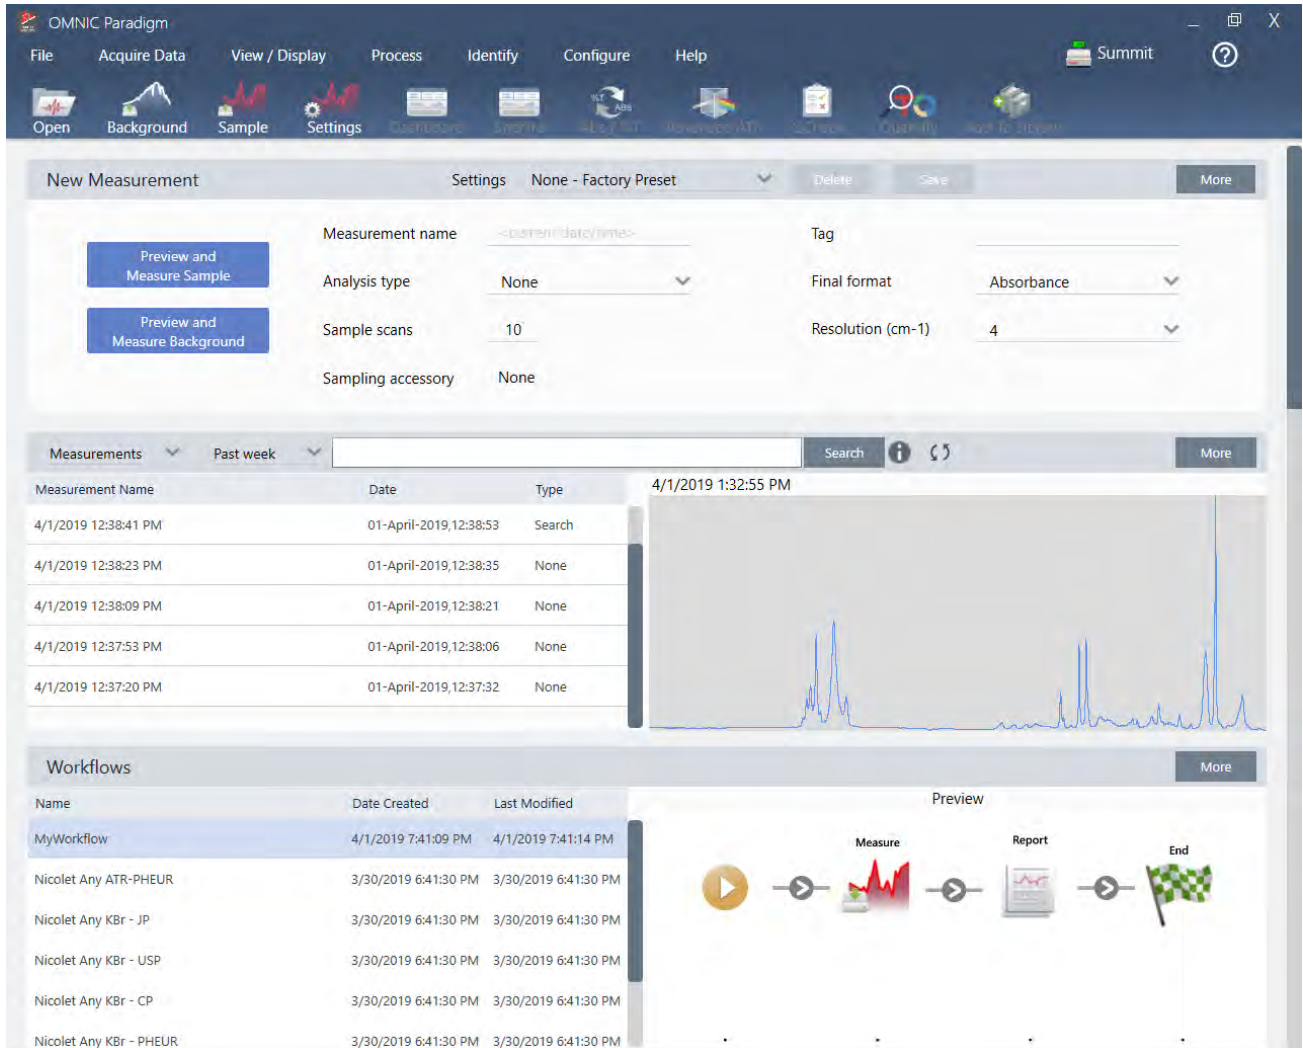 OMNIC Paradigm
File Acquire Data View / Display Process Identify Configure Help Summit
Open Background Sample Settings
New Measurement Settings None - Factory Preset Delete Save More
Preview and
Measure Sample
Preview and
Measure Background
Measurement name <current date/time> Tag
Analysis type None Final format Absorbance
Sample scans 10 Resolution (cm-1) 4
Sampling accessory None
Measurements Past week Search More
Measurement Name Date Type 4/1/2019 1:32:55 PM
4/1/2019 12:38:41 PM 01-April-2019,12:38:53 Search
4/1/2019 12:38:23 PM 01-April-2019,12:38:35 None
4/1/2019 12:38:09 PM 01-April-2019,12:38:21 None
4/1/2019 12:37:53 PM 01-April-2019,12:38:06 None
4/1/2019 12:37:20 PM 01-April-2019,12:37:32 None
Workflows More
Name Date Created Last Modified Preview
MyWorkflow 4/1/2019 7:41:09 PM 4/1/2019 7:41:14 PM Measure Report End
Nicolet Any ATR-PHEUR 3/30/2019 6:41:30 PM 3/30/2019 6:41:30 PM
Nicolet Any KBr - JP 3/30/2019 6:41:30 PM 3/30/2019 6:41:30 PM
Nicolet Any KBr - USP 3/30/2019 6:41:30 PM 3/30/2019 6:41:30 PM
Nicolet Any KBr - CP 3/30/2019 6:41:30 PM 3/30/2019 6:41:30 PM
Nicolet Any KBr - PHEUR 3/30/2019 6:41:30 PM 3/30/2019 6:41:30 PM